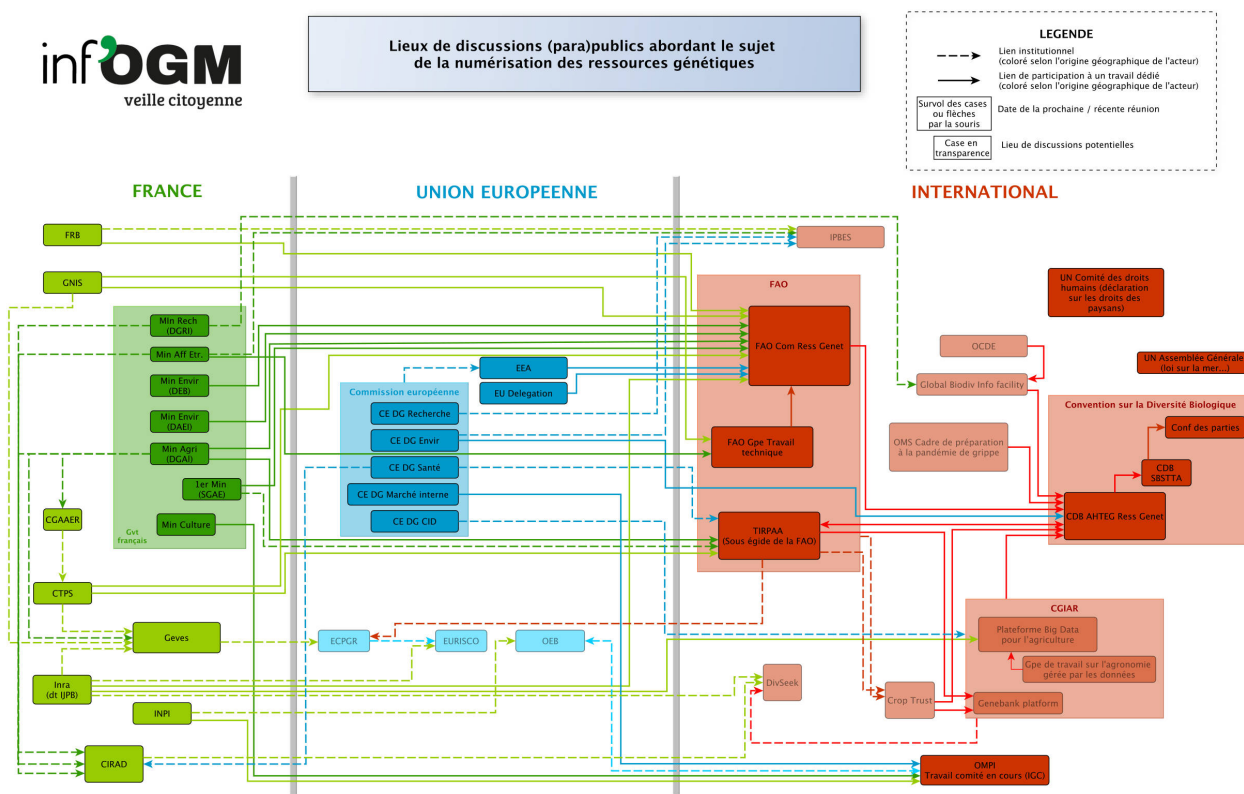 inf'OGM
veille citoyenne
Lieux de discussions (para)publics abordant le sujet
de la numérisation des ressources génétiques
LEGENDE
Lien institutionnel
(coloré selon l'origine géographique de l'acteur)
Lien de participation à un travail dédié
(coloré selon l'origine géographique de l'acteur)
Survol des cases
ou flèches
par la souris
Date de la prochaine / récente réunion
Case en
transparence
Lieu de discussions potentielles
FRANCE
UNION EUROPEENNE
INTERNATIONAL
FRB
GNIS
MIn Rech
(DGRI)
Min Aff Etr.
Min Envir
(DEB)
Min Envir
(DAEI)
Min Agri
(DGAI)
1er Min
(SGAE)
Min Culture
Gvt
français
CGAAER
CTPS
Geves
Inra
(dt IJPB)
INPI
CIRAD
EEA
EU Delegation
Commission européenne
CE DG Recherche
CE DG Envir
CE DG Santé
CE DG Marché interne
CE DG CID
ECPGR
EURISCO
OEB
IPBES
FAO
FAO Com Ress Genet
FAO Gpe Travail
technique
TIRPAA
(Sous égide de la FAO)
UN Comité des droits
humains (déclaration
sur les droits des
paysans)
OCDE
UN Assemblée Générale
(loi sur la mer...)
Global Biodiv Info facility
Convention sur la Diversité Biologique
Conf des parties
OMS Cadre de préparation
à la pandémie de grippe
CDB
SBSTTA
CDB AHTEG Ress Genet
CGIAR
Plateforme Big Data
pour l'agriculture
Gpe de travail sur l'agronomie
gérée par les données
Genebank platform
DivSeek
Crop Trust
OMPI
Travail comité en cours (IGC)